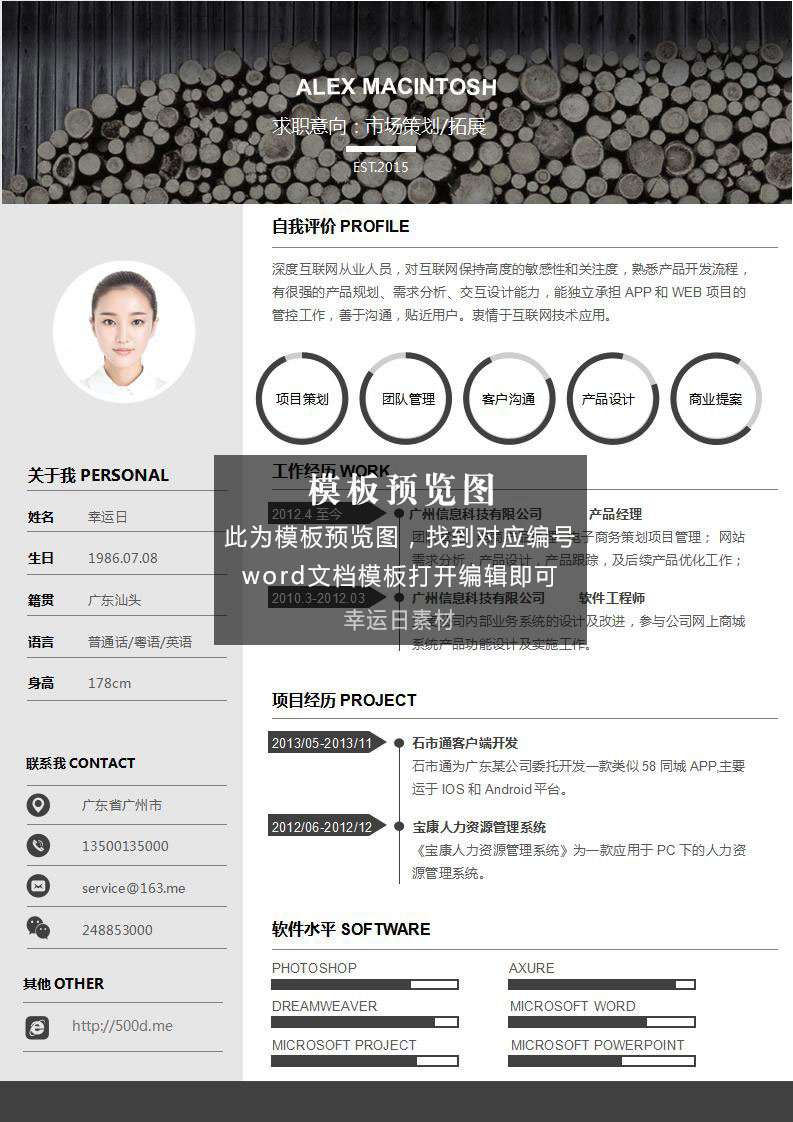 ALEX MACINTOSH
求职意向：市场策划/拓展
EST.2015
关于我 PERSONAL
姓名 幸运日
生日 1986.07.08
籍贯 广东汕头
语言 普通话/粤语/英语
身高 178cm
联系我 CONTACT
广东省广州市
13500135000
service@163.me
248853000
其他 OTHER
http://500d.me
自我评价 PROFILE
深度互联网从业人员，对互联网保持高度的敏感性和关注度，熟悉产品开发流程，
有很强的产品规划、需求分析、交互设计能力，能独立承担 APP 和 WEB 项目的
管控工作，善于沟通，贴近用户。衷情于互联网技术应用。
项目策划 团队管理 客户沟通 产品设计 商业提案
工作经历 WORK
模板预览图
2012.4 至今 广州信息科技有限公司 产品经理
电子商务策划项目管理； 网站
此为模板预览图，找到对应编号
需求分析，产品设计，产品跟踪，及后续产品优化工作；
word文档模板打开编辑即可
2010.3-2012.03 广州信息科技有限公司 软件工程师
幸运日素材
司内部业务系统的设计及改进，参与公司网上商城
系统产品功能设计及实施工作。
项目经历 PROJECT
2013/05-2013/11 石市通客户端开发
石市通为广东某公司委托开发一款类似 58 同城 APP,主要
运于 IOS 和 Android 平台。
2012/06-2012/12 宝康人力资源管理系统
《宝康人力资源管理系统》为一款应用于 PC 下的人力资
源管理系统。
软件水平 SOFTWARE
PHOTOSHOP AXURE
DREAMWEAVER MICROSOFT WORD
MICROSOFT PROJECT MICROSOFT POWERPOINT